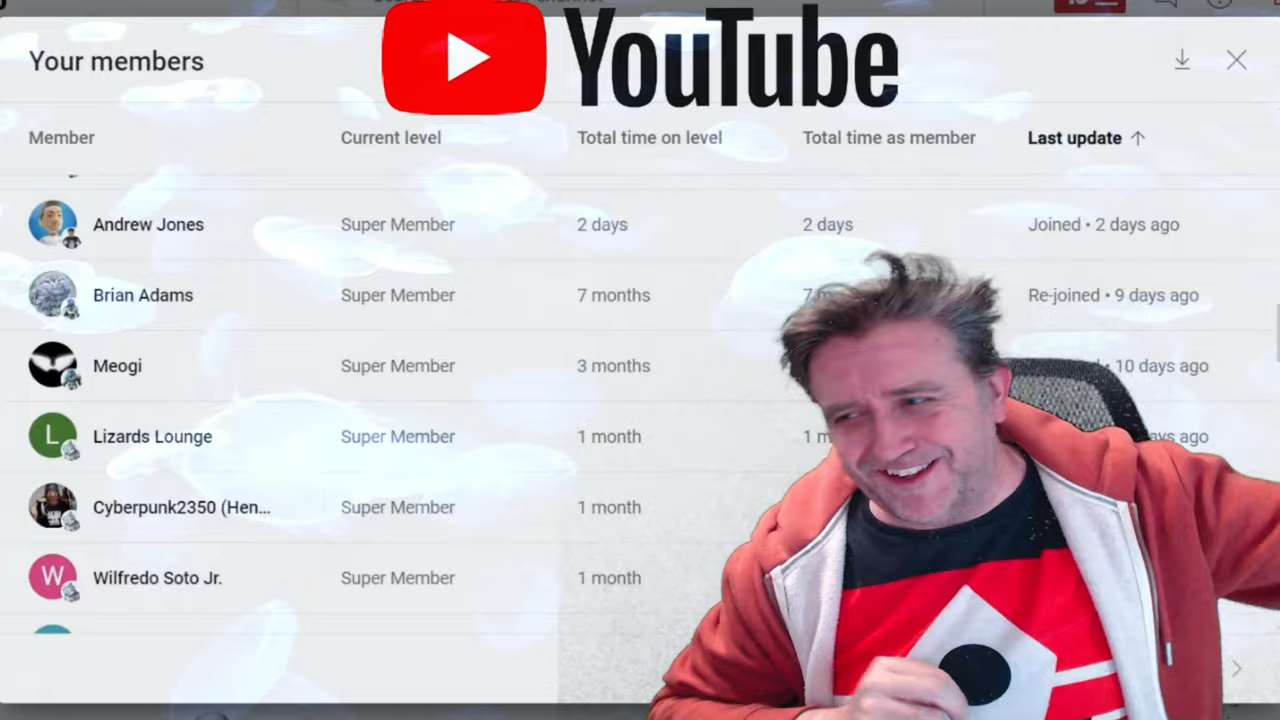 YouTube
Your members
Member Current level Total time on level Total time as member Last update
Andrew Jones Super Member 2 days 2 days Joined • 2 days ago
Brian Adams Super Member 7 months Re-joined • 9 days ago
Meogi Super Member 3 months 10 days ago
L Lizards Lounge Super Member 1 month ago
Cyberpunk2350 (Hen... Super Member 1 month
W Wilfredo Soto Jr. Super Member 1 month